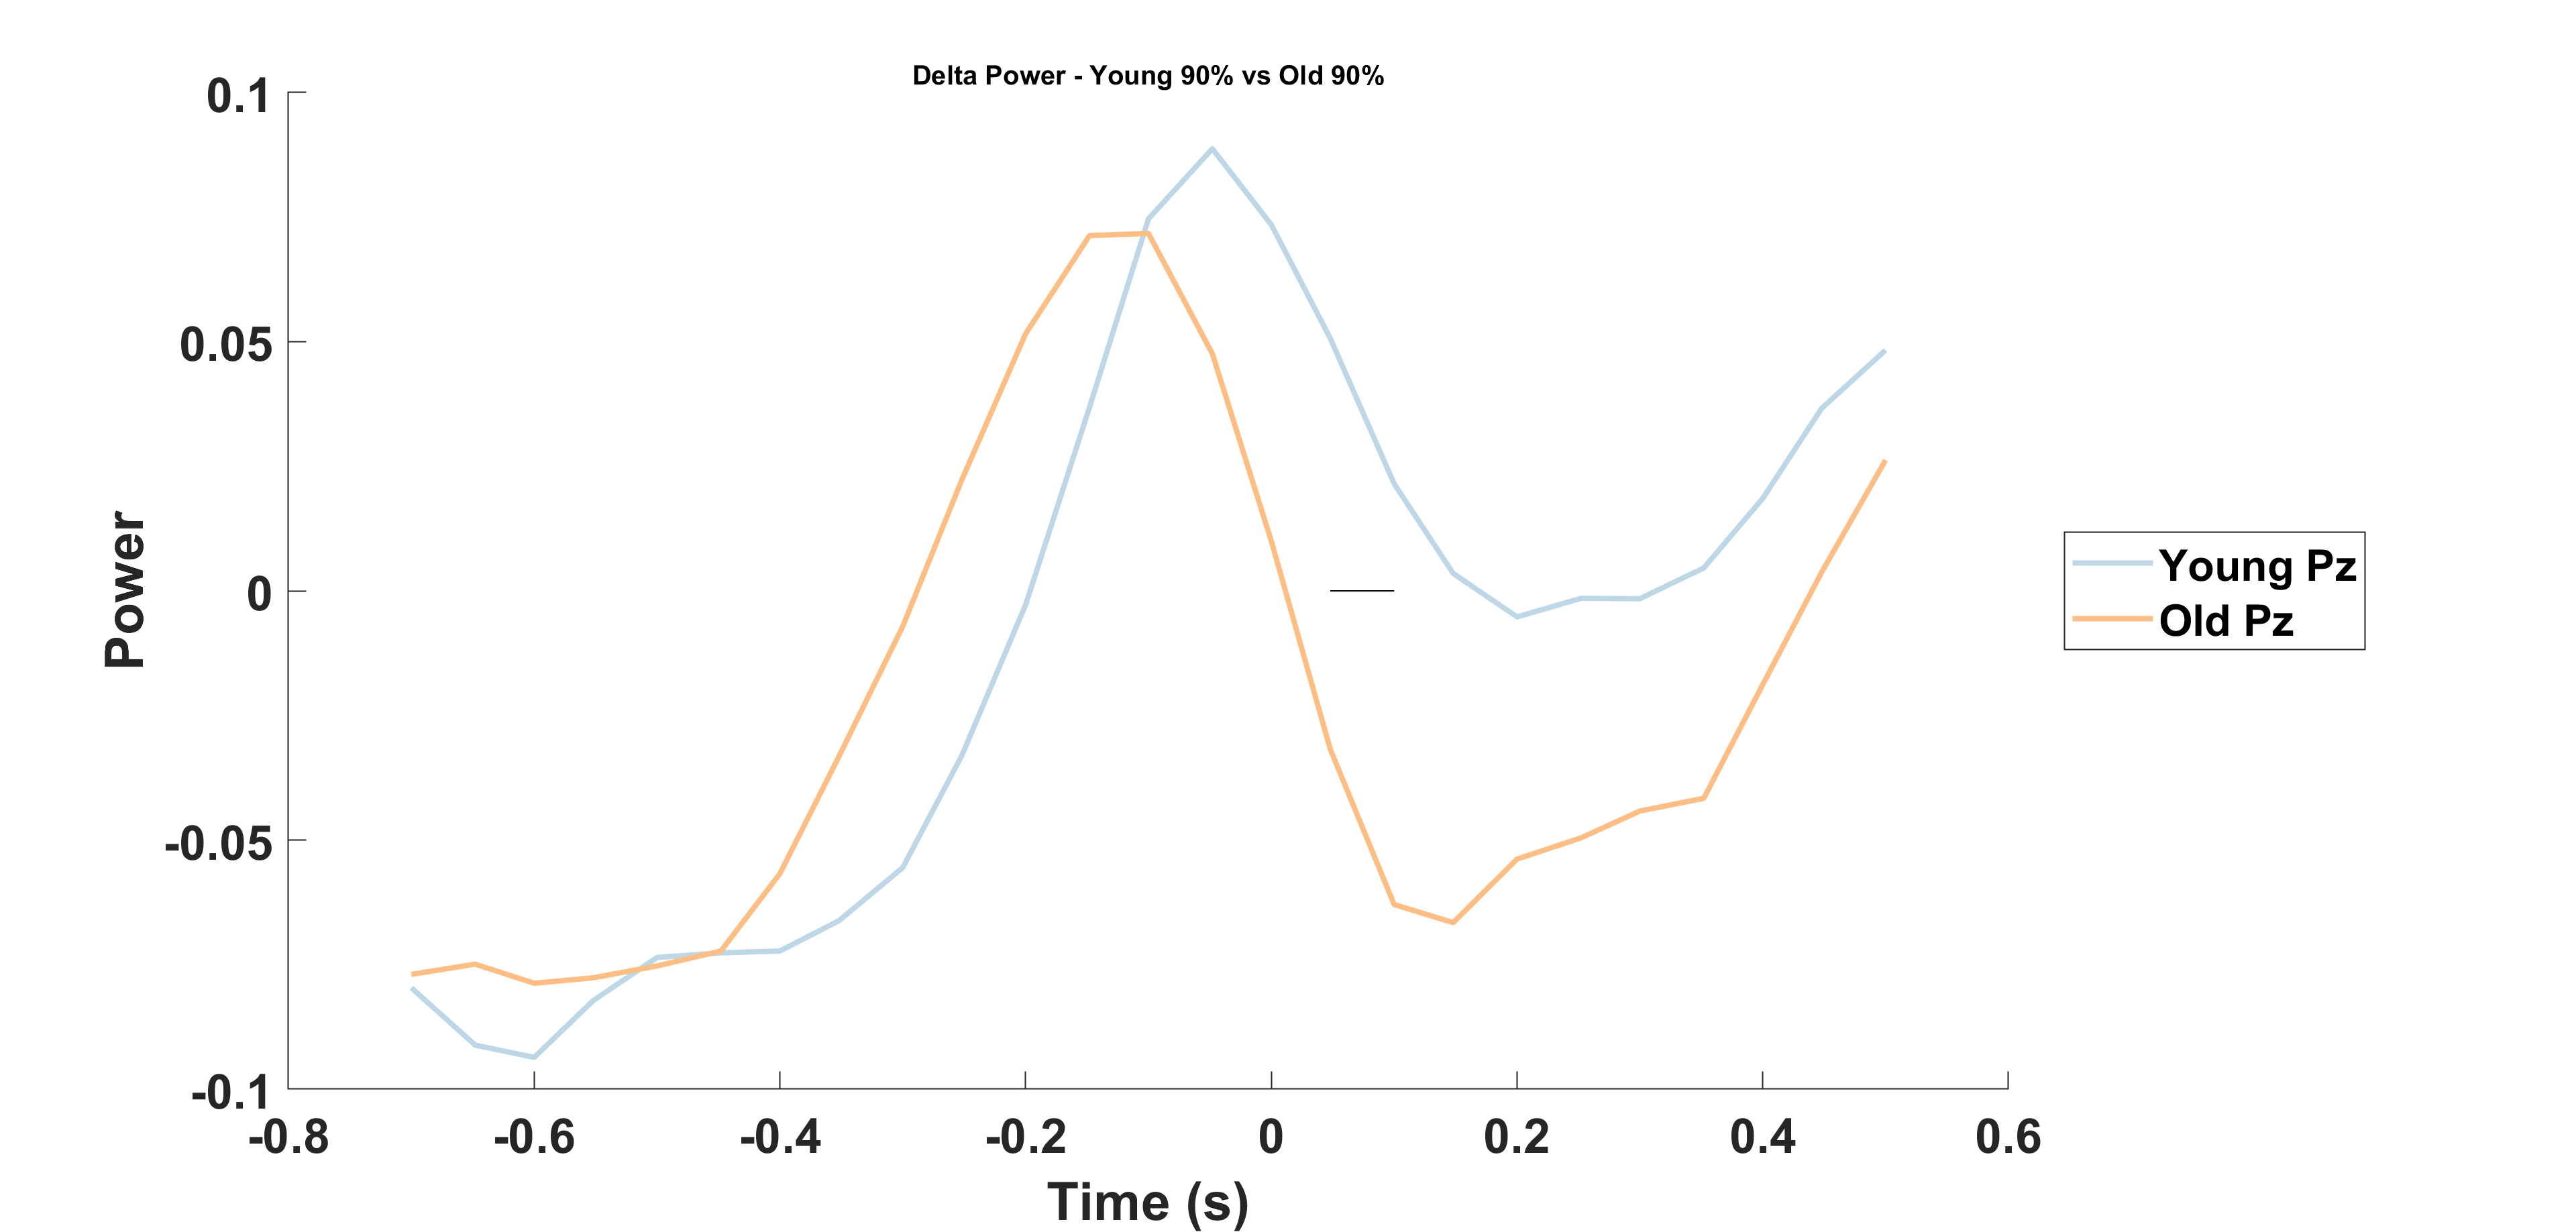 Delta Power - Young 90% vs Old 90%
0.1
0.05
0
-0.05
-0.1
Power
-0.8 -0.6 -0.4 -0.2 0 0.2 0.4 0.6
Time (s)
Young Pz
Old Pz